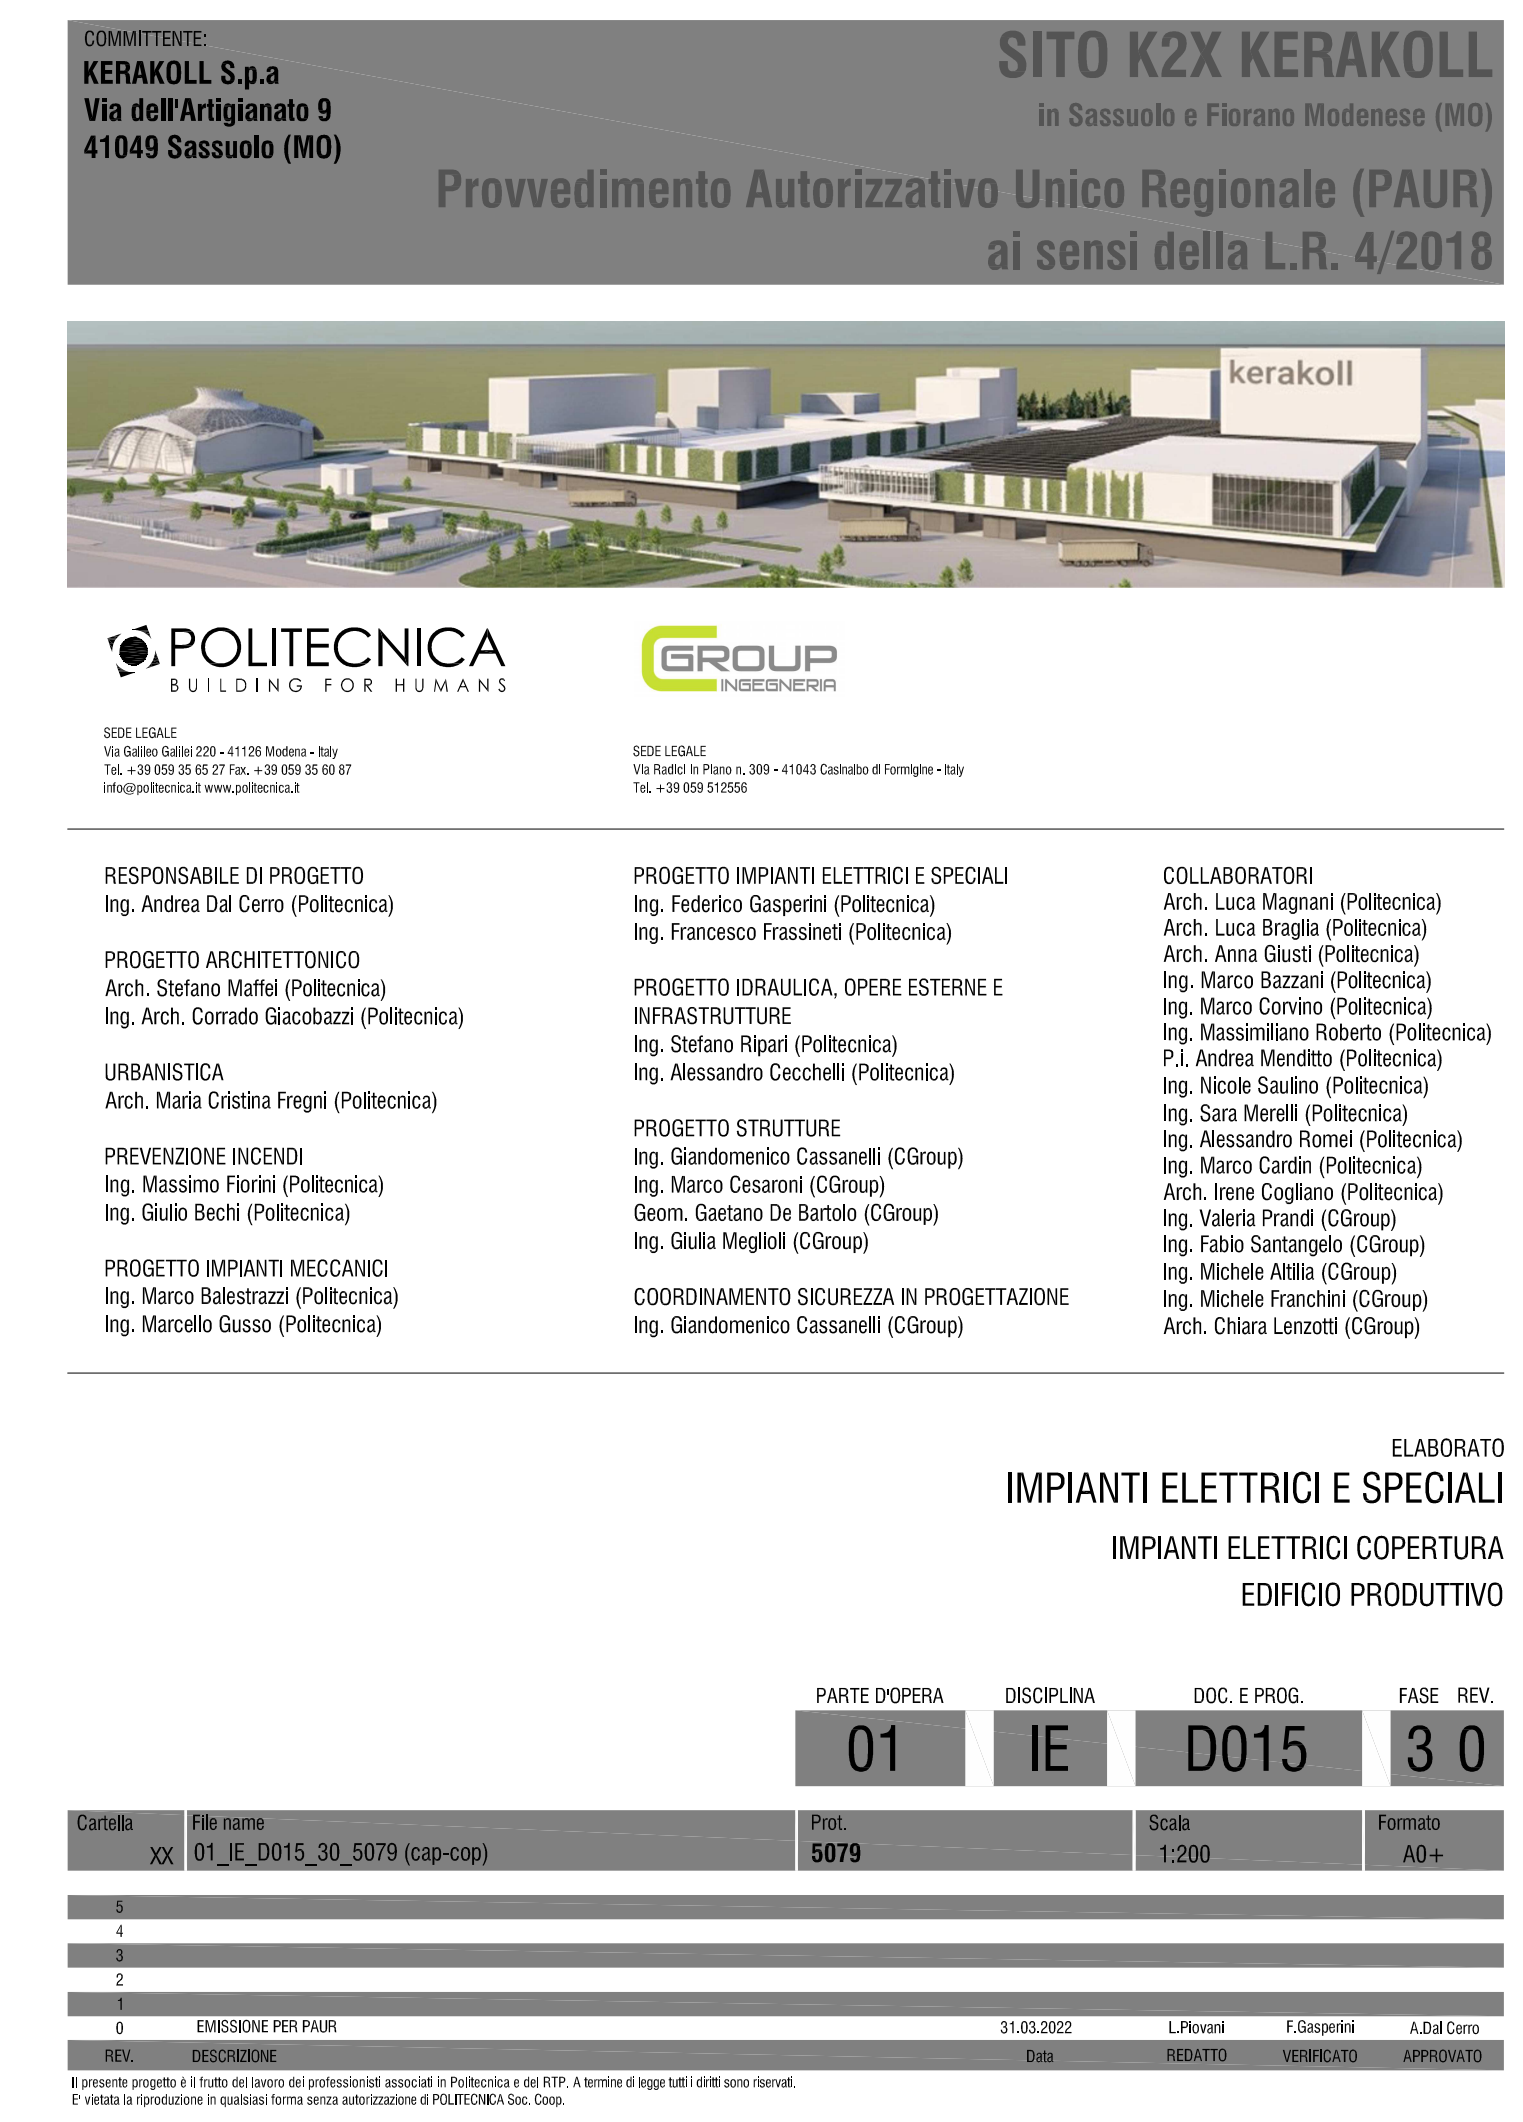 COMMITTENTE:
KERAKOLL S.p.a
Via dell'Artigianato 9
41049 Sassuolo (MO)
SITO K2X KERAKOLL
in Sassuolo e Fiorano Modenese (MO)
Provvedimento Autorizzativo Unico Regionale (PAUR)
ai sensi della L.R. 4/2018
kerakoll
POLITECNICA
BUILDING FOR HUMANS
SEDE LEGALE
Via Galileo Galilei 220 - 41126 Modena - Italy
Tel. +39 059 35 65 27 Fax. +39 059 35 60 87
info@politecnica.it www.politecnica.it
CGROUP
INGEGNERIA
SEDE LEGALE
Via Radici in Piano n. 309 - 41043 Casinalbo di Formigine - Italy
Tel. +39 059 512556
RESPONSABILE DI PROGETTO
Ing. Andrea Dal Cerro (Politecnica)
PROGETTO ARCHITETTONICO
Arch. Stefano Maffei (Politecnica)
Ing. Arch. Corrado Giacobazzi (Politecnica)
URBANISTICA
Arch. Maria Cristina Fregni (Politecnica)
PREVENZIONE INCENDI
Ing. Massimo Fiorini (Politecnica)
Ing. Giulio Bechi (Politecnica)
PROGETTO IMPIANTI MECCANICI
Ing. Marco Balestrazzi (Politecnica)
Ing. Marcello Gusso (Politecnica)
PROGETTO IMPIANTI ELETTRICI E SPECIALI
Ing. Federico Gasperini (Politecnica)
Ing. Francesco Frassineti (Politecnica)
PROGETTO IDRAULICA, OPERE ESTERNE E
INFRASTRUTTURE
Ing. Stefano Ripari (Politecnica)
Ing. Alessandro Cecchelli (Politecnica)
PROGETTO STRUTTURE
Ing. Giandomenico Cassanelli (CGroup)
Ing. Marco Cesaroni (CGroup)
Geom. Gaetano De Bartolo (CGroup)
Ing. Giulia Meglioli (CGroup)
COORDINAMENTO SICUREZZA IN PROGETTAZIONE
Ing. Giandomenico Cassanelli (CGroup)
COLLABORATORI
Arch. Luca Magnani (Politecnica)
Arch. Luca Braglia (Politecnica)
Arch. Anna Giusti (Politecnica)
Ing. Marco Bazzani (Politecnica)
Ing. Marco Corvino (Politecnica)
Ing. Massimiliano Roberto (Politecnica)
P.i. Andrea Menditto (Politecnica)
Ing. Nicole Saulino (Politecnica)
Ing. Sara Merelli (Politecnica)
Ing. Alessandro Romei (Politecnica)
Ing. Marco Cardin (Politecnica)
Arch. Irene Cogliano (Politecnica)
Ing. Valeria Prandi (CGroup)
Ing. Fabio Santangelo (CGroup)
Ing. Michele Altilia (CGroup)
Ing. Michele Franchini (CGroup)
Arch. Chiara Lenzotti (CGroup)
ELABORATO
IMPIANTI ELETTRICI E SPECIALI
IMPIANTI ELETTRICI COPERTURA
EDIFICIO PRODUTTIVO
PARTE D'OPERA DISCIPLINA DOC. E PROG. FASE REV.
01 IE D015 3 0
Cartella File name Prot. Scala Formato
XX 01_IE_D015_30_5079 (cap-cop) 5079 1:200 A0+
5
4
3
2
1
0 EMISSIONE PER PAUR 31.03.2022 L.Piovani F.Gasperini A.Dal Cerro
REV. DESCRIZIONE Data REDATTO VERIFICATO APPROVATO
Il presente progetto è il frutto del lavoro dei professionisti associati in Politecnica e del RTP. A termine di legge tutti i diritti sono riservati.
E' vietata la riproduzione in qualsiasi forma senza autorizzazione di POLITECNICA Soc. Coop.